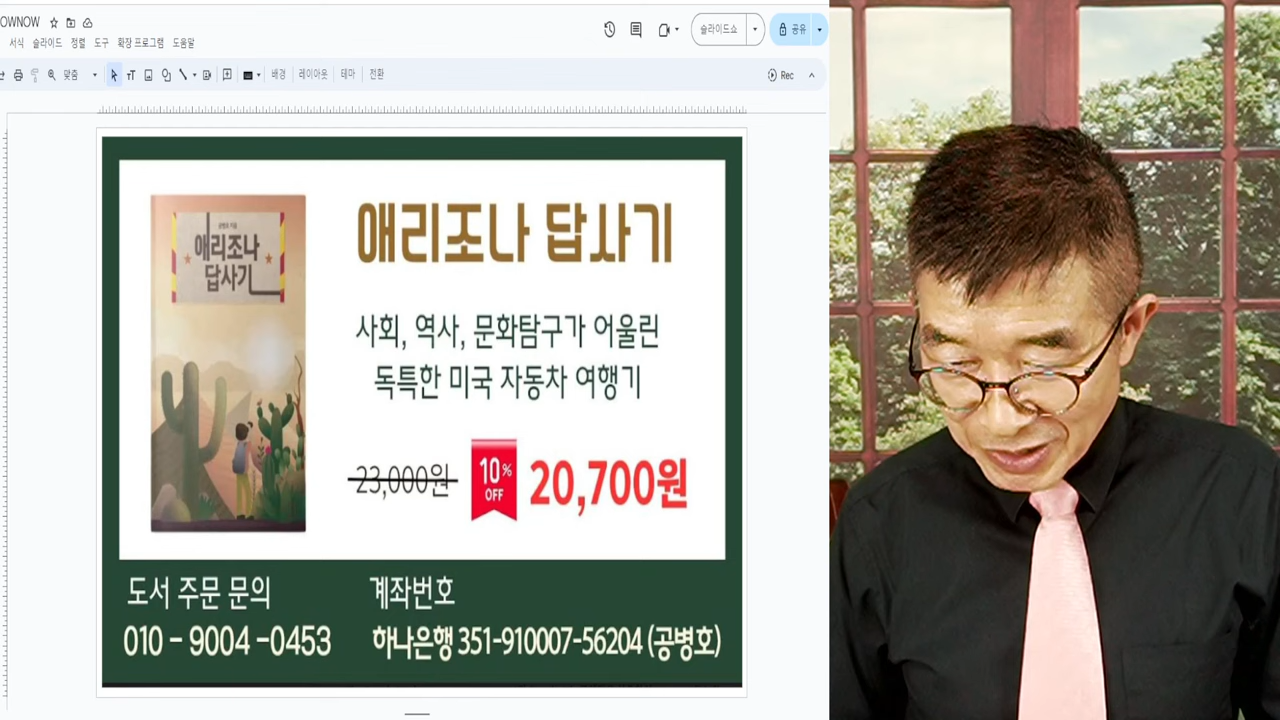 OWNOW
서식 슬라이드 정렬 도구 확장 프로그램 도움말
슬라이드쇼
공유
맞춤
배경 레이아웃 테마 전환
Rec
공병호 지음
애리조나
답사기
애리조나 답사기
사회, 역사, 문화탐구가 어울린
독특한 미국 자동차 여행기
23,000원
10%
OFF
20,700원
도서 주문 문의
계좌번호
010 - 9004 -0453
하나은행 351-910007-56204 (공병호)